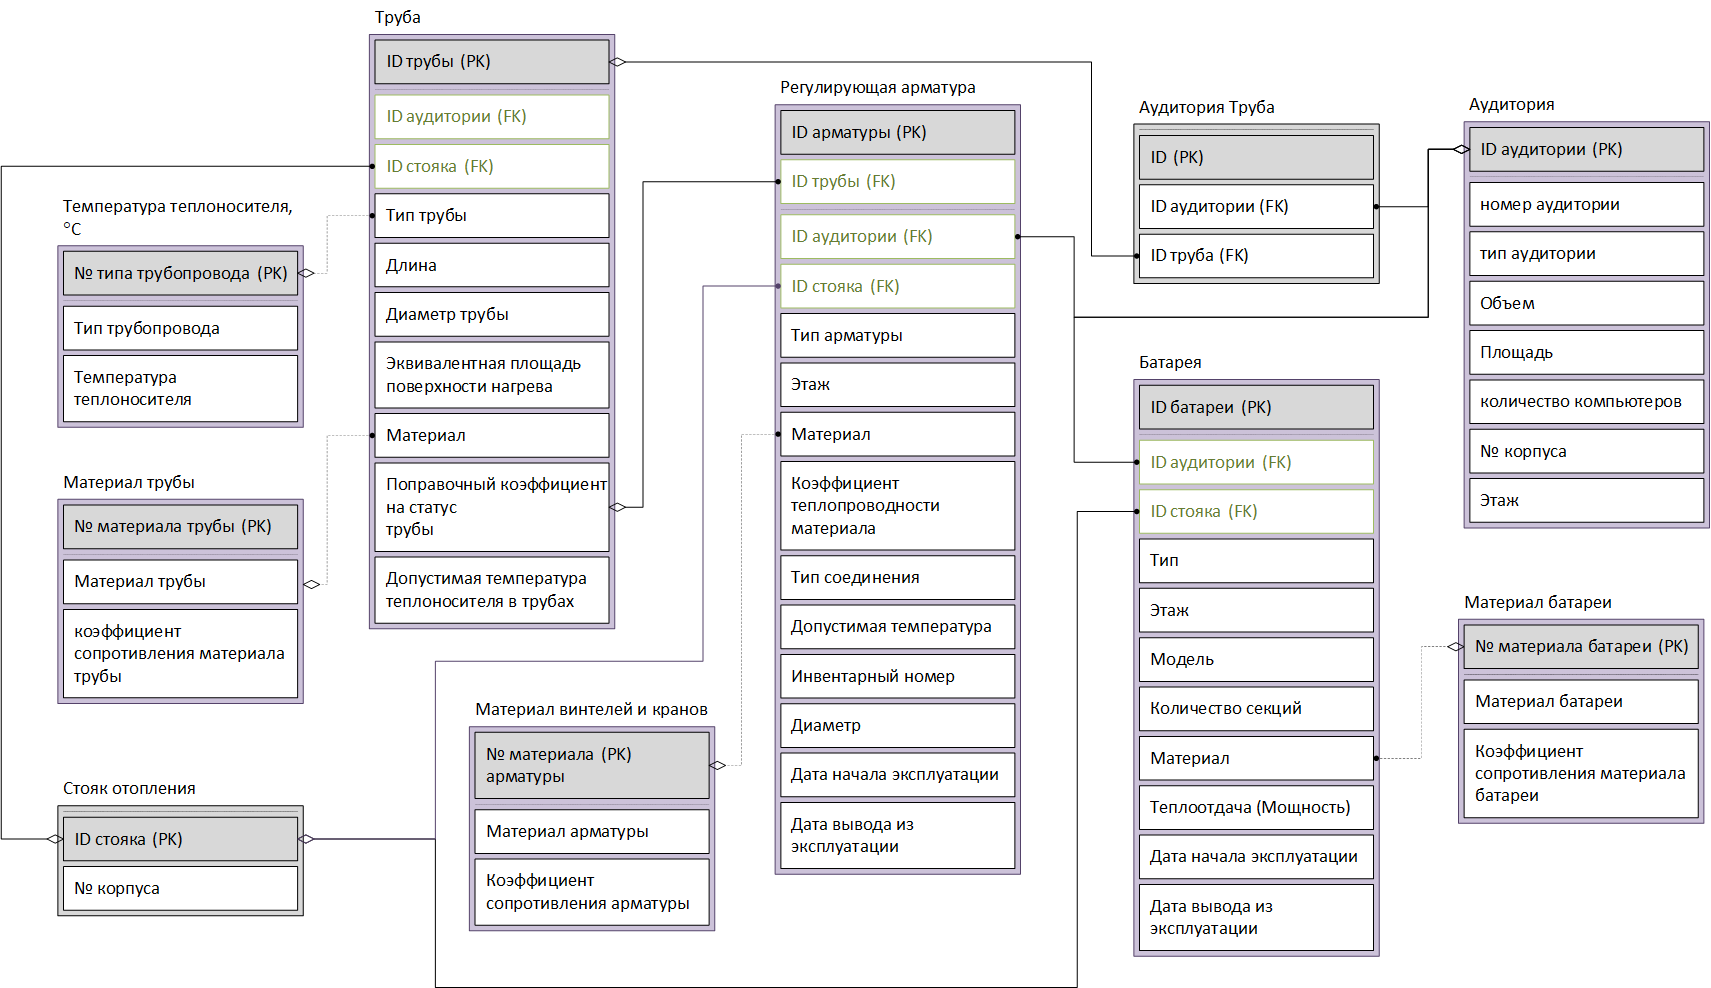 Труба
ID трубы (PK)
ID аудитории (FK)
ID стояка (FK)
Тип трубы
Длина
Диаметр трубы
Эквивалентная площадь
поверхности нагрева
Материал
Поправочный коэффициент
на статус
трубы
Допустимая температура
теплоносителя в трубах
Температура теплоносителя,
°C
№ типа трубопровода (PK)
Тип трубопровода
Температура
теплоносителя
Материал трубы
№ материала трубы (PK)
Материал трубы
коэффициент
сопротивления материала
трубы
Стояк отопления
ID стояка (PK)
№ корпуса
Материал винтелей и кранов
№ материала (PK)
арматуры
Материал арматуры
Коэффициент
сопротивления арматуры
Регулирующая арматура
ID арматуры (PK)
ID трубы (FK)
ID аудитории (FK)
ID стояка (FK)
Тип арматуры
Этаж
Материал
Коэффициент
теплопроводности
материала
Тип соединения
Допустимая температура
Инвентарный номер
Диаметр
Дата начала эксплуатации
Дата вывода из
эксплуатации
Аудитория Труба
ID (PK)
ID аудитории (FK)
ID труба (FK)
Батарея
ID батареи (PK)
ID аудитории (FK)
ID стояка (FK)
Тип
Этаж
Модель
Количество секций
Материал
Теплоотдача (Мощность)
Дата начала эксплуатации
Дата вывода из
эксплуатации
Аудитория
ID аудитории (PK)
номер аудитории
тип аудитории
Объем
Площадь
количество компьютеров
№ корпуса
Этаж
Материал батареи
№ материала батареи (PK)
Материал батареи
Коэффициент
сопротивления материала
батареи